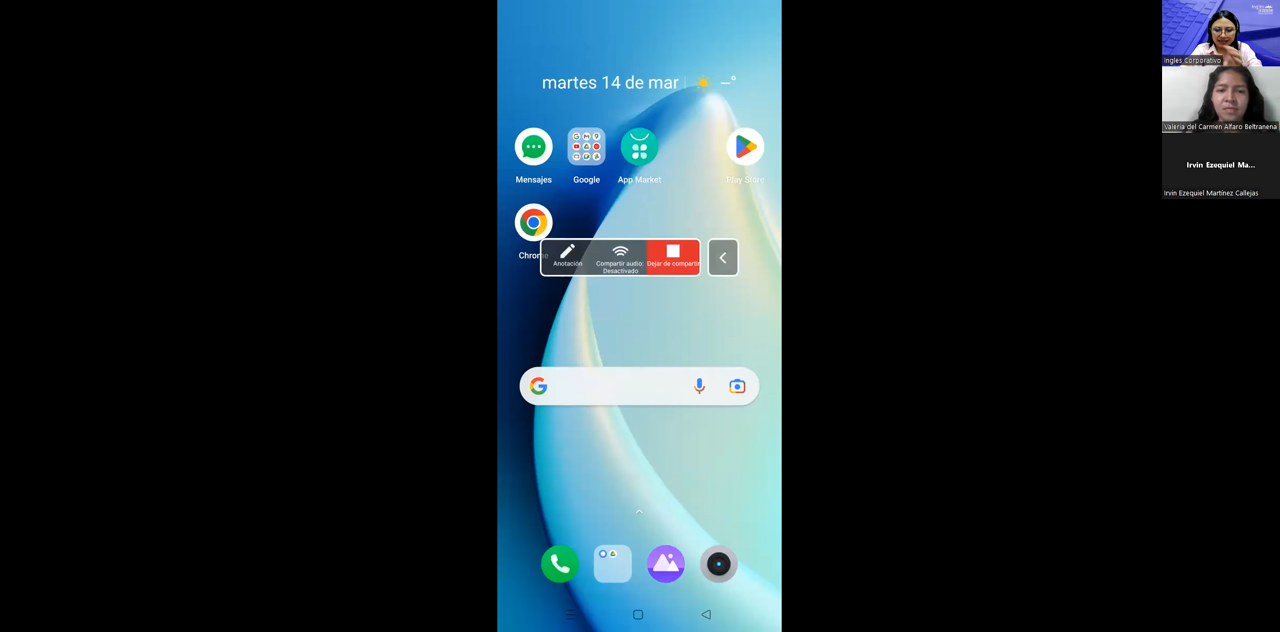 martes 14 de mar
Mensajes
Google
App Market
Play Store
Chrome
Anotación
Compartir audio:
Desactivado
Dejar de compartir
Ingles Corporativo
Valeria del Carmen Alfaro Beltranena
Irvin Ezequiel Ma...
Irvin Ezequiel Martínez Callejas